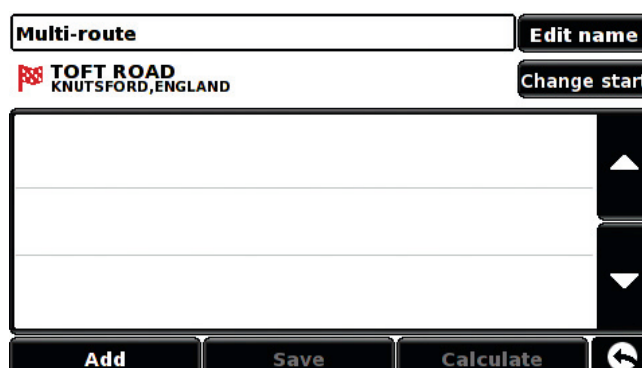 Multi-route
Edit name
TOFT ROAD
KNUTSFORD,ENGLAND
Change start
Add
Save
Calculate